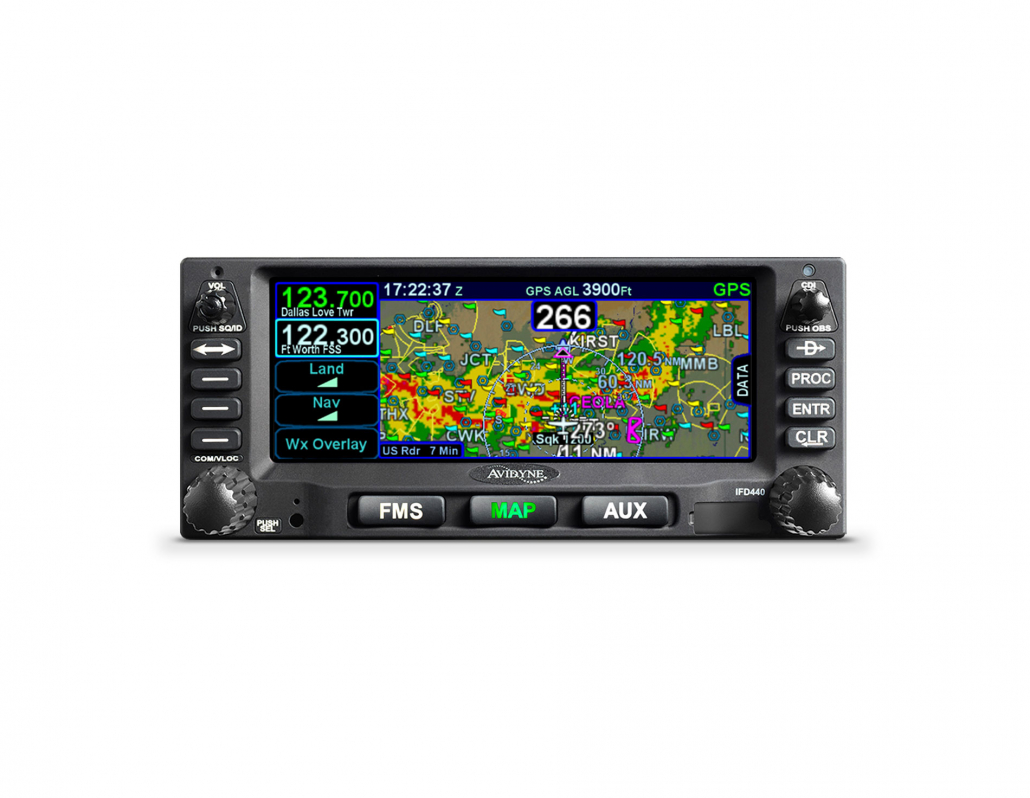 VOL
PUSH SQ/ID
COM/VLOC
PUSH
SEL
123.700
Dallas Love Twr
122.300
Ft Worth FSS
Land
Nav
Wx Overlay
17:22:37 Z
GPS AGL 3900Ft
GPS
266
KIRST
DLF
LBL
JCT
120.5NM
MMB
60.3NM
DATA
THX
FEOLA
CWK
273°
Sqk 1200
11 NM
US Rdr 7 Min
AVIDYNE
IFD440
FMS
MAP
AUX
CDI
PUSH OBS
D
PROC
ENTR
CLR